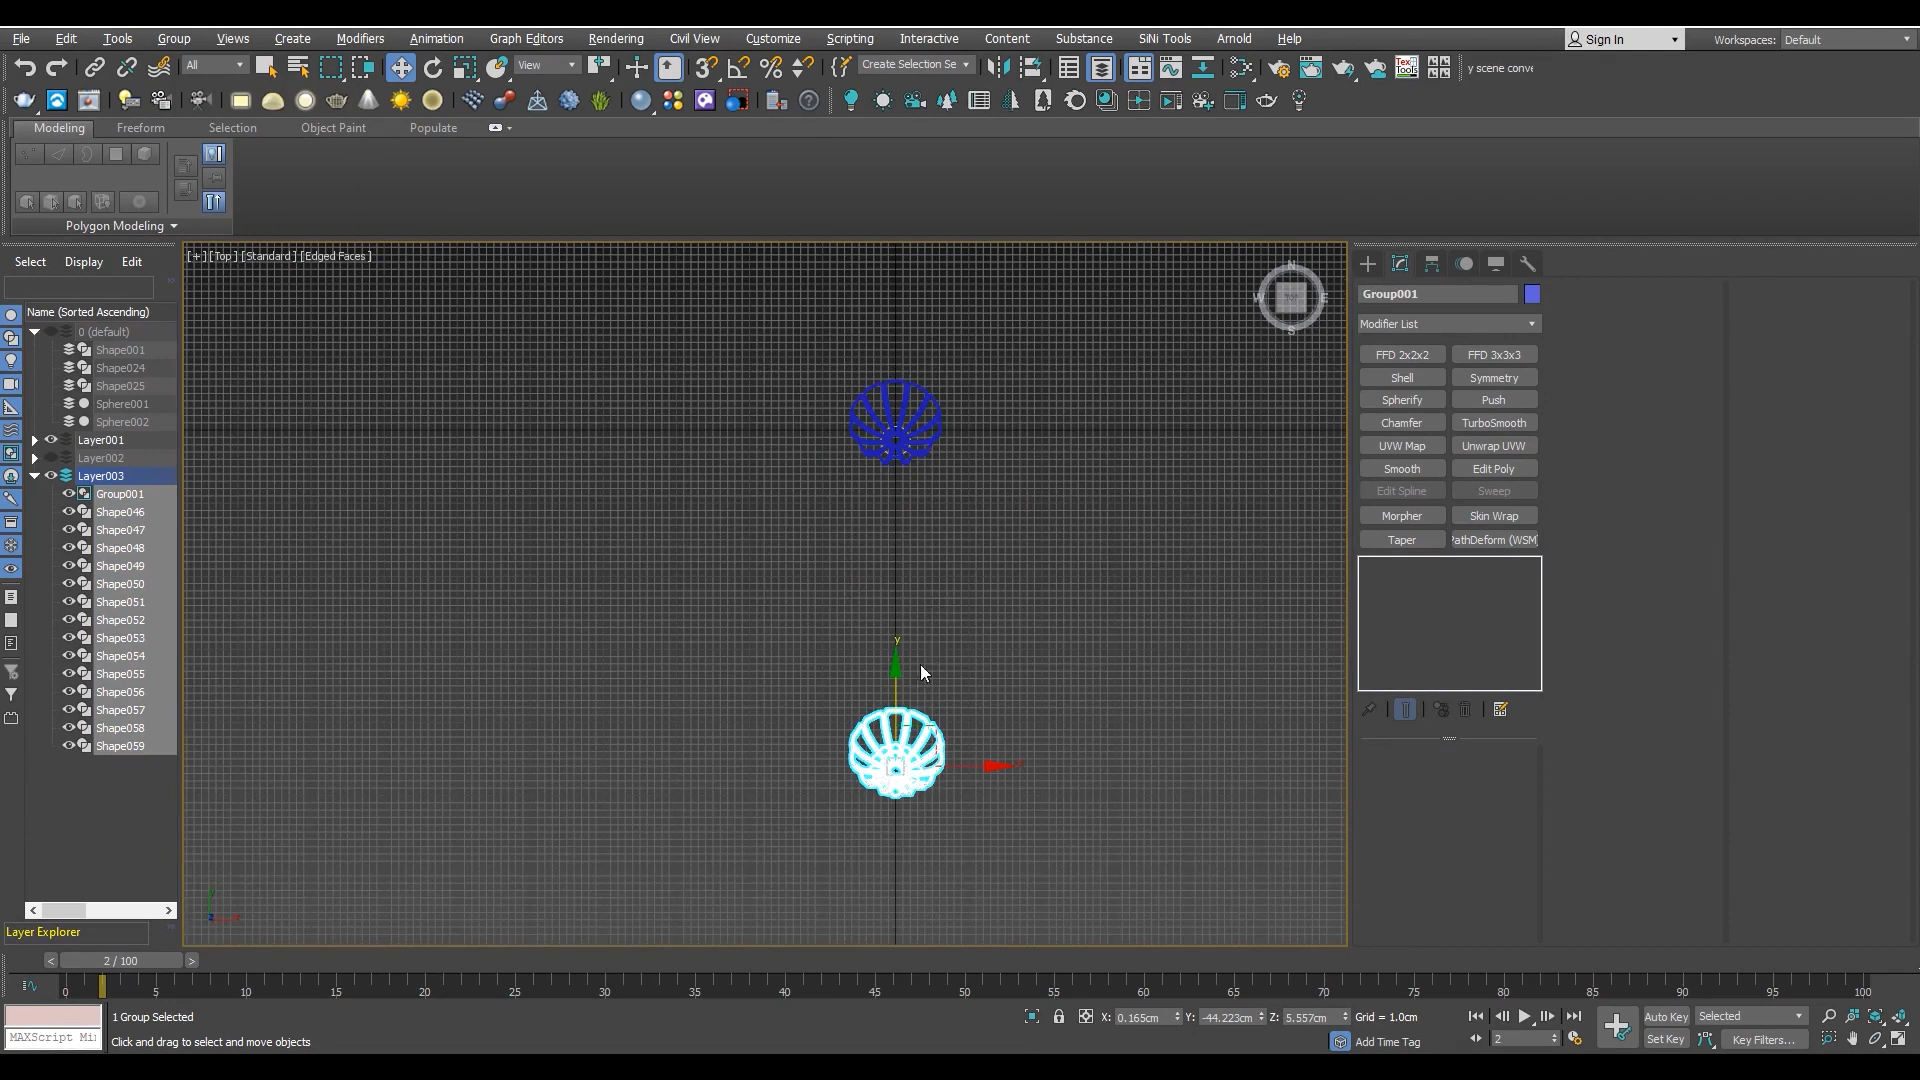 File Edit Tools Group Views Create Modifiers Animation Graph Editors Rendering Civil View Customize Scripting Interactive Content Substance SiNi Tools Arnold Help Sign In Workspaces: Default
All View Create Selection Se y scene conve
Modeling Freeform Selection Object Paint Populate
Polygon Modeling
Select Display Edit
[+] [Top] [Standard] [Edged Faces]
N
W TOP E
S
Name (Sorted Ascending)
0 (default)
Shape001
Shape024
Shape025
Sphere001
Sphere002
Layer001
Layer002
Layer003
Group001
Shape046
Shape047
Shape048
Shape049
Shape050
Shape051
Shape052
Shape053
Shape054
Shape055
Shape056
Shape057
Shape058
Shape059
Layer Explorer
y
Group001
Modifier List
FFD 2x2x2 FFD 3x3x3
Shell Symmetry
Spherify Push
Chamfer TurboSmooth
UVW Map Unwrap UVW
Smooth Edit Poly
Edit Spline Sweep
Morpher Skin Wrap
Taper PathDeform (WSM)
< 2 / 100 >
0 5 10 15 20 25 30 35 40 45 50 55 60 65 70 75 80 85 90 95 100
1 Group Selected X: 0.165cm Y: -44.223cm Z: 5.557cm Grid = 1.0cm Auto Key Selected
MAXScript Mi Click and drag to select and move objects Add Time Tag 2 Set Key Key Filters...